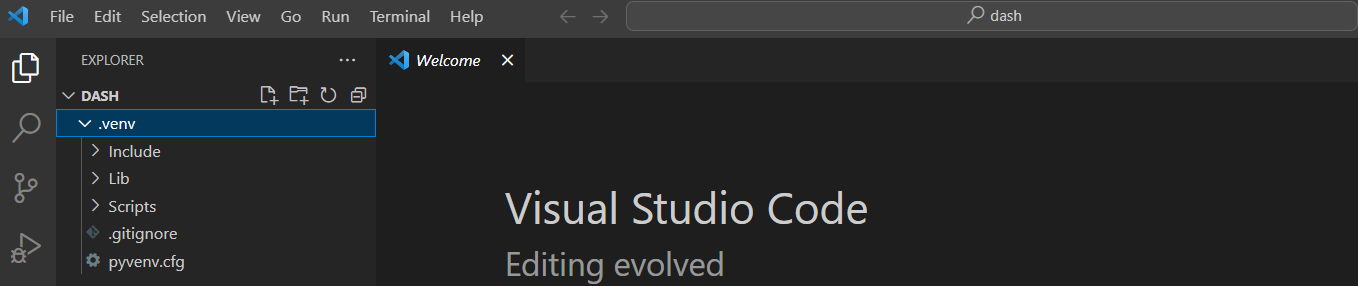 File Edit Selection View Go Run Terminal Help
dash
EXPLORER
Welcome
DASH
.venv
Include
Lib
Scripts
.gitignore
pyvenv.cfg
Visual Studio Code
Editing evolved